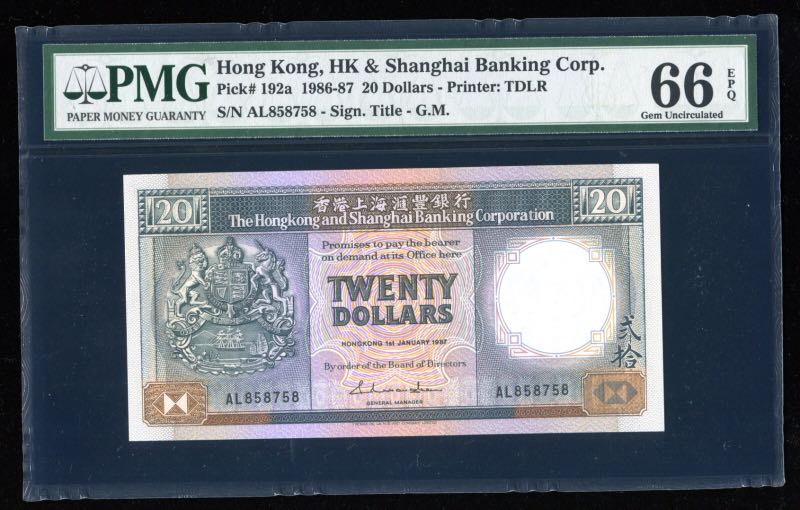 PMG
PAPER MONEY GUARANTY
Hong Kong, HK & Shanghai Banking Corp.
Pick# 192a 1986-87 20 Dollars - Printer: TDLR
S/N AL858758 - Sign. Title - G.M.
66 EPQ
Gem Uncirculated
20
香港上海滙豐銀行
20
The Hongkong and Shanghai Banking Corporation
Promises to pay the bearer
on demand at its Office here
TWENTY
DOLLARS
HONGKONG 1st JANUARY 1987
By order of the Board of Directors
弍拾
AL858758
AL858758
GENERAL MANAGER